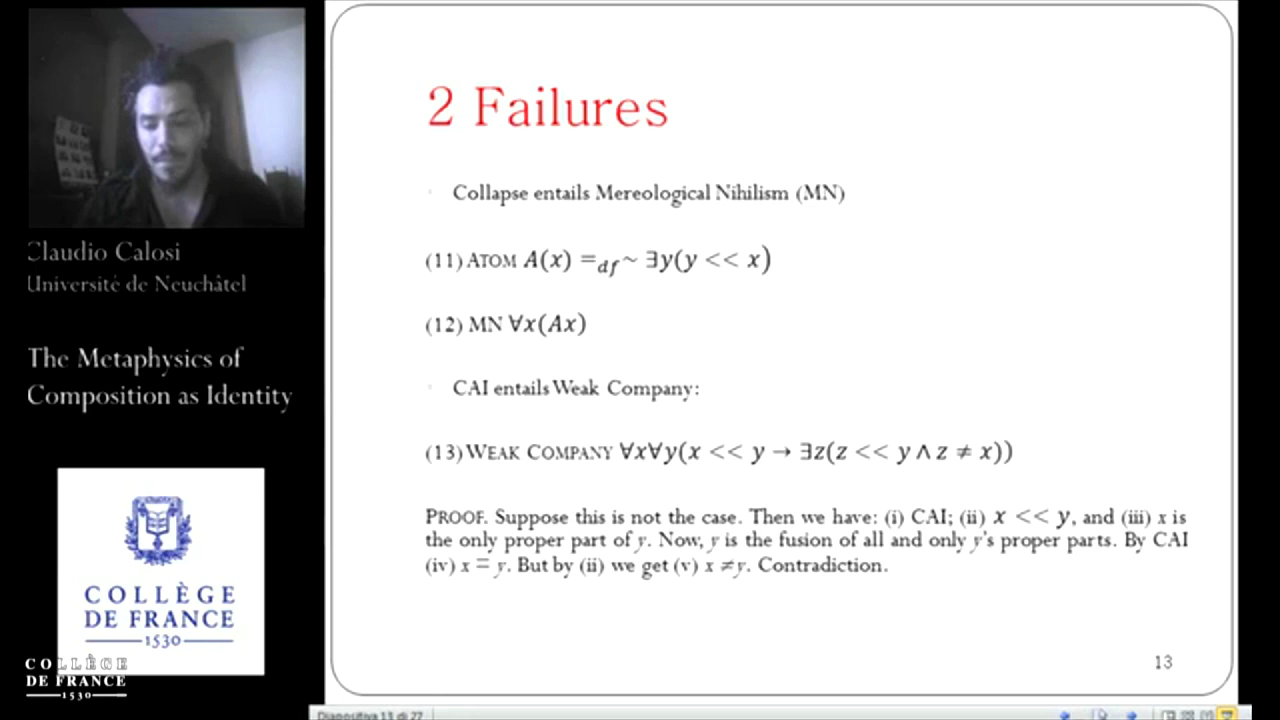 Claudio Calosi
Université de Neuchâtel
The Metaphysics of
Composition as Identity
COLLÈGE
DE FRANCE
1530
COLLÈGE
DE FRANCE
1530
2 Failures
Collapse entails Mereological Nihilism (MN)
(11) ATOM A(x) =df ~ ∃y(y << x)
(12) MN ∀x(Ax)
CAI entails Weak Company:
(13) WEAK COMPANY ∀x∀y(x << y → ∃z(z << y ∧ z ≠ x))
PROOF. Suppose this is not the case. Then we have: (i) CAI; (ii) x << y, and (iii) x is
the only proper part of y. Now, y is the fusion of all and only y's proper parts. By CAI
(iv) x = y. But by (ii) we get (v) x ≠ y. Contradiction.
13
Diapositiva 13 di 27